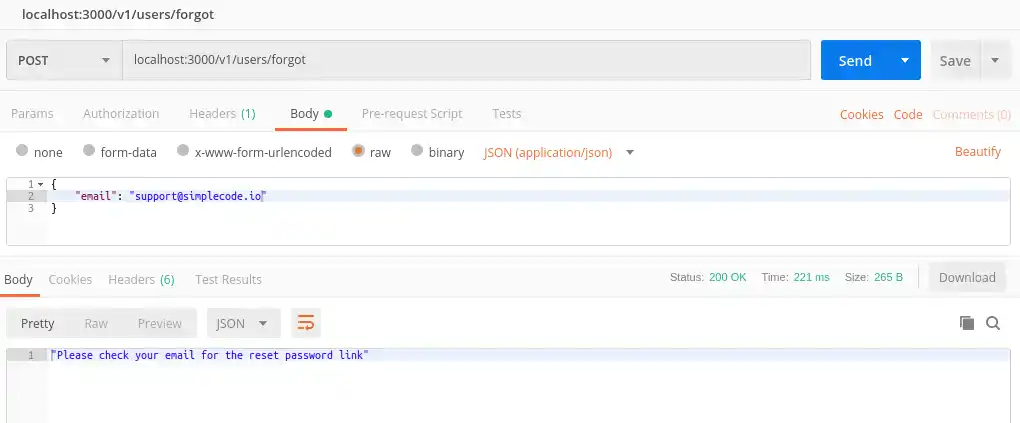 localhost:3000/v1/users/forgot
POST localhost:3000/v1/users/forgot Send Save
Params Authorization Headers (1) Body Pre-request Script Tests Cookies Code Comments (0)
none form-data x-www-form-urlencoded raw binary JSON (application/json) Beautify
1 {
2 "email": "support@simplecode.io"
3 }
Body Cookies Headers (6) Test Results Status: 200 OK Time: 221 ms Size: 265 B Download
Pretty Raw Preview JSON
1 "Please check your email for the reset password link"